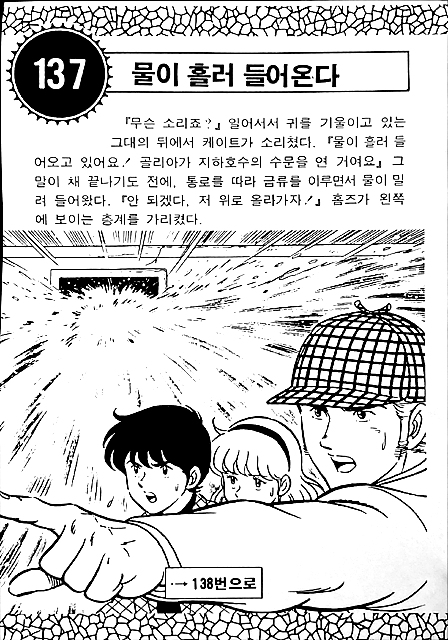 137
물이 흘러 들어온다
『무슨 소리죠?』 일어서서 귀를 기울이고 있는
그대의 뒤에서 케이트가 소리쳤다. 『물이 흘러 들
어오고 있어요! 골리아가 지하호수의 수문을 연 거여요』 그
말이 채 끝나기도 전에, 통로를 따라 급류를 이루면서 물이 밀
려 들어왔다. 『안 되겠다. 저 위로 올라가자!』 홈즈가 왼쪽
에 보이는 층계를 가리켰다.
→ 138번으로